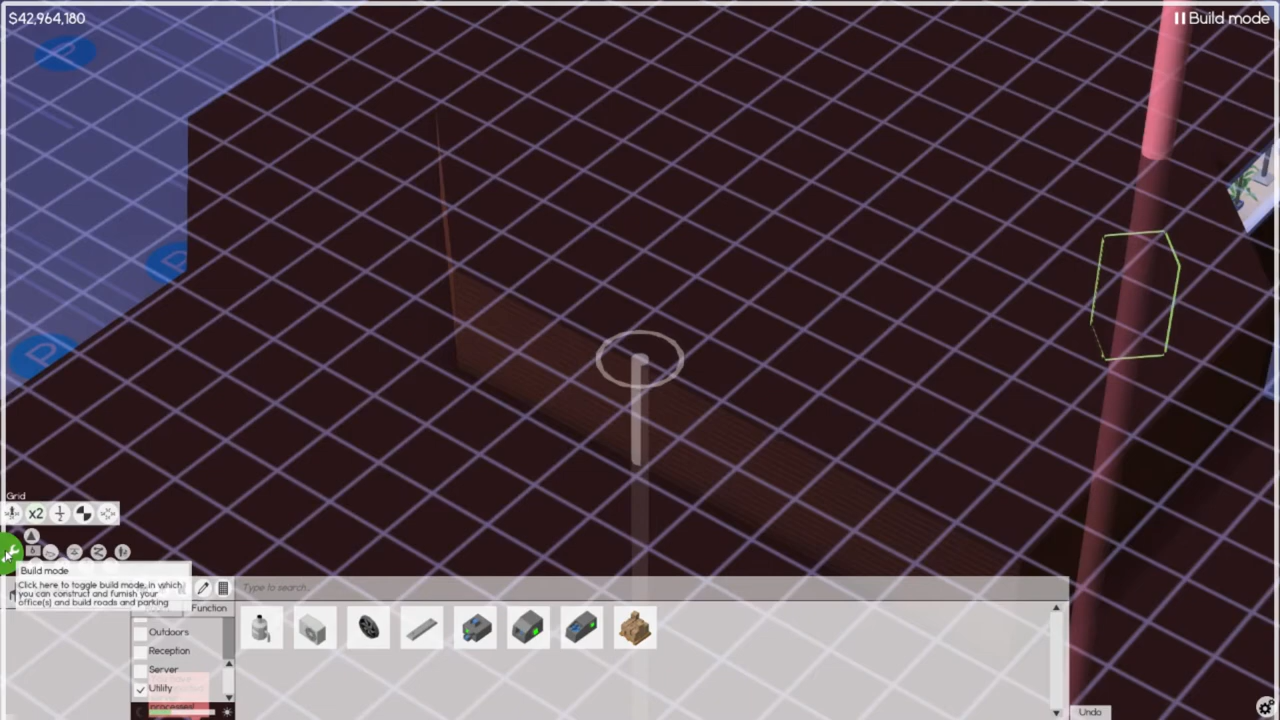 $42,964,180
Build mode
P
P
P
Grid
x2
Build mode
Click here to toggle build mode, in which
you can construct and furnish your
office(s) and build roads and parking
Type to search...
Function
Outdoors
Reception
Server
Utility
Undo